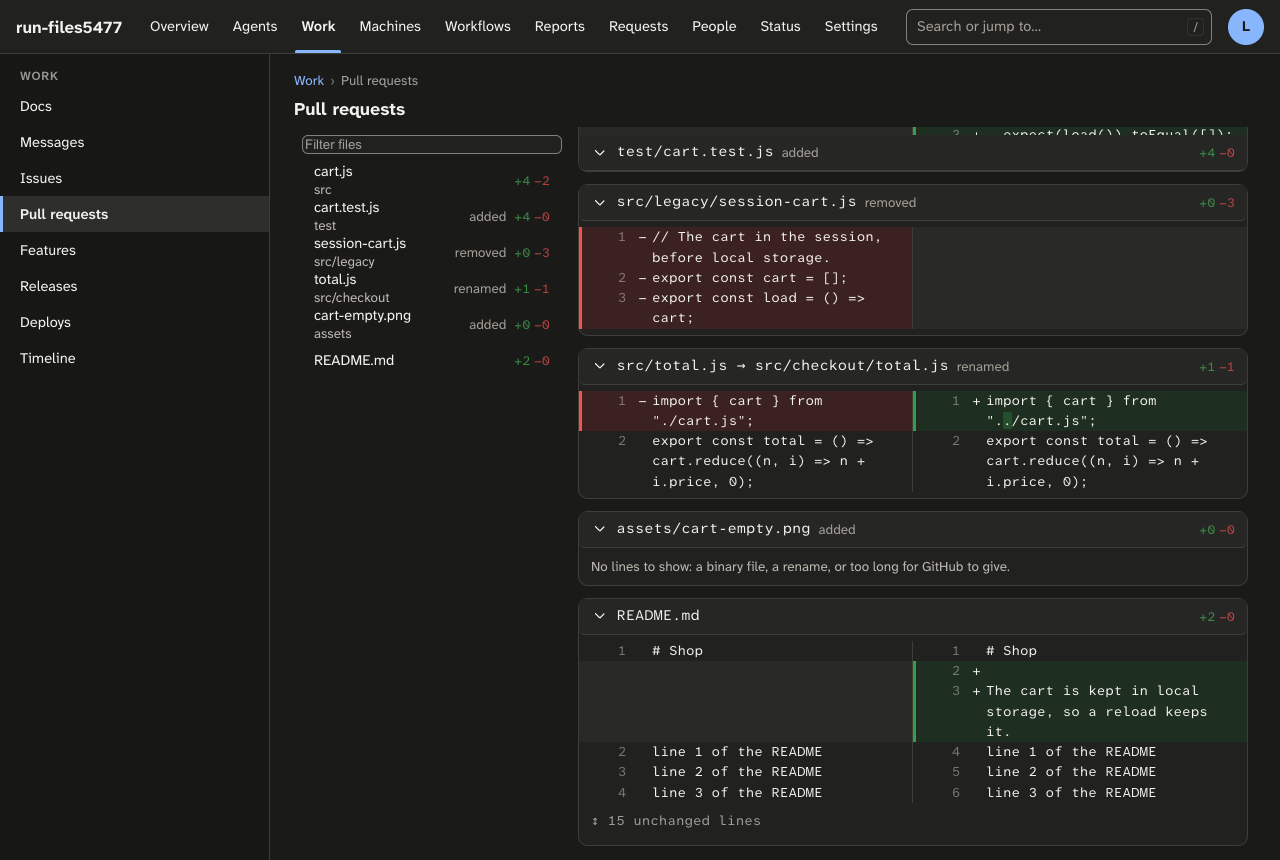 run-files5477 Overview Agents Work Machines Workflows Reports Requests People Status Settings Search or jump to… / L
WORK
Docs
Messages
Issues
Pull requests
Features
Releases
Deploys
Timeline
Work › Pull requests
Pull requests
Filter files
cart.js
src
+4 −2
cart.test.js
test
added +4 −0
session-cart.js
src/legacy
removed +0 −3
total.js
src/checkout
renamed +1 −1
cart-empty.png
assets
added +0 −0
README.md +2 −0
3 + expect(load()).toEqual([]);
test/cart.test.js added +4 −0
src/legacy/session-cart.js removed +0 −3
1 − // The cart in the session,
before local storage.
2 − export const cart = [];
3 − export const load = () =>
cart;
src/total.js → src/checkout/total.js renamed +1 −1
1 − import { cart } from
"./cart.js";
2 export const total = () =>
cart.reduce((n, i) => n +
i.price, 0);
1 + import { cart } from
"../cart.js";
2 export const total = () =>
cart.reduce((n, i) => n +
i.price, 0);
assets/cart-empty.png added +0 −0
No lines to show: a binary file, a rename, or too long for GitHub to give.
README.md +2 −0
1 # Shop
2 line 1 of the README
3 line 2 of the README
4 line 3 of the README
1 # Shop
2 +
3 + The cart is kept in local
storage, so a reload keeps
it.
4 line 1 of the README
5 line 2 of the README
6 line 3 of the README
↕ 15 unchanged lines